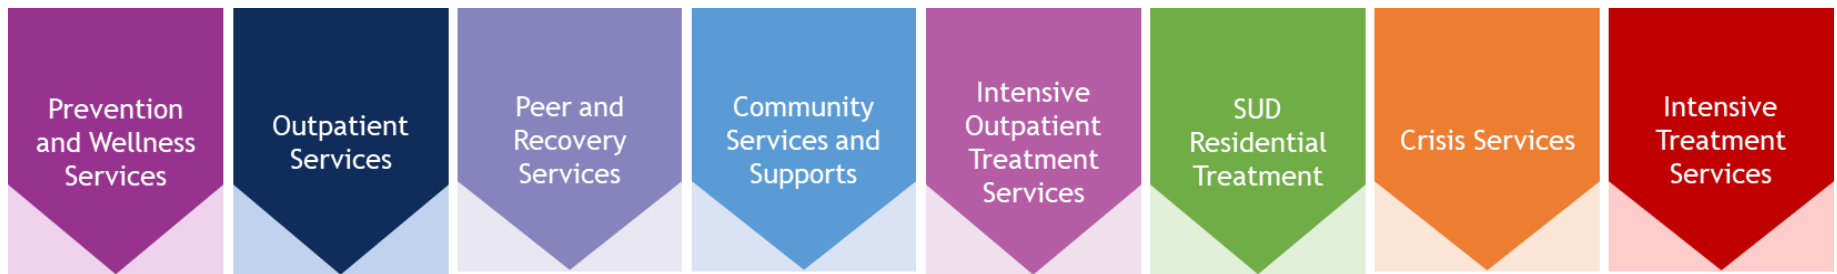 Prevention
and Wellness
Services
Outpatient
Services
Peer and
Recovery
Services
Community
Services and
Supports
Intensive
Outpatient
Treatment
Services
SUD
Residential
Treatment
Crisis Services
Intensive
Treatment
Services